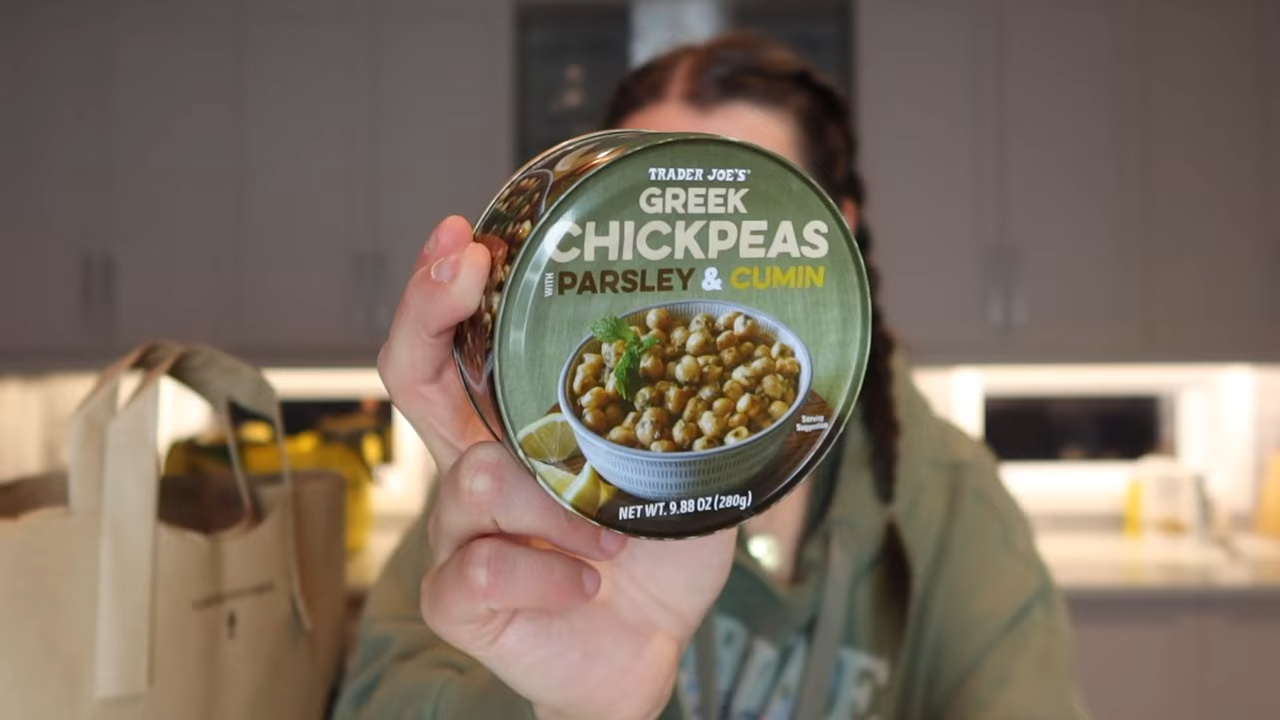 TRADER JOE'S®
GREEK
CHICKPEAS
WITH PARSLEY & CUMIN
Serving
Suggestion
NET WT. 9.88 OZ (280g)